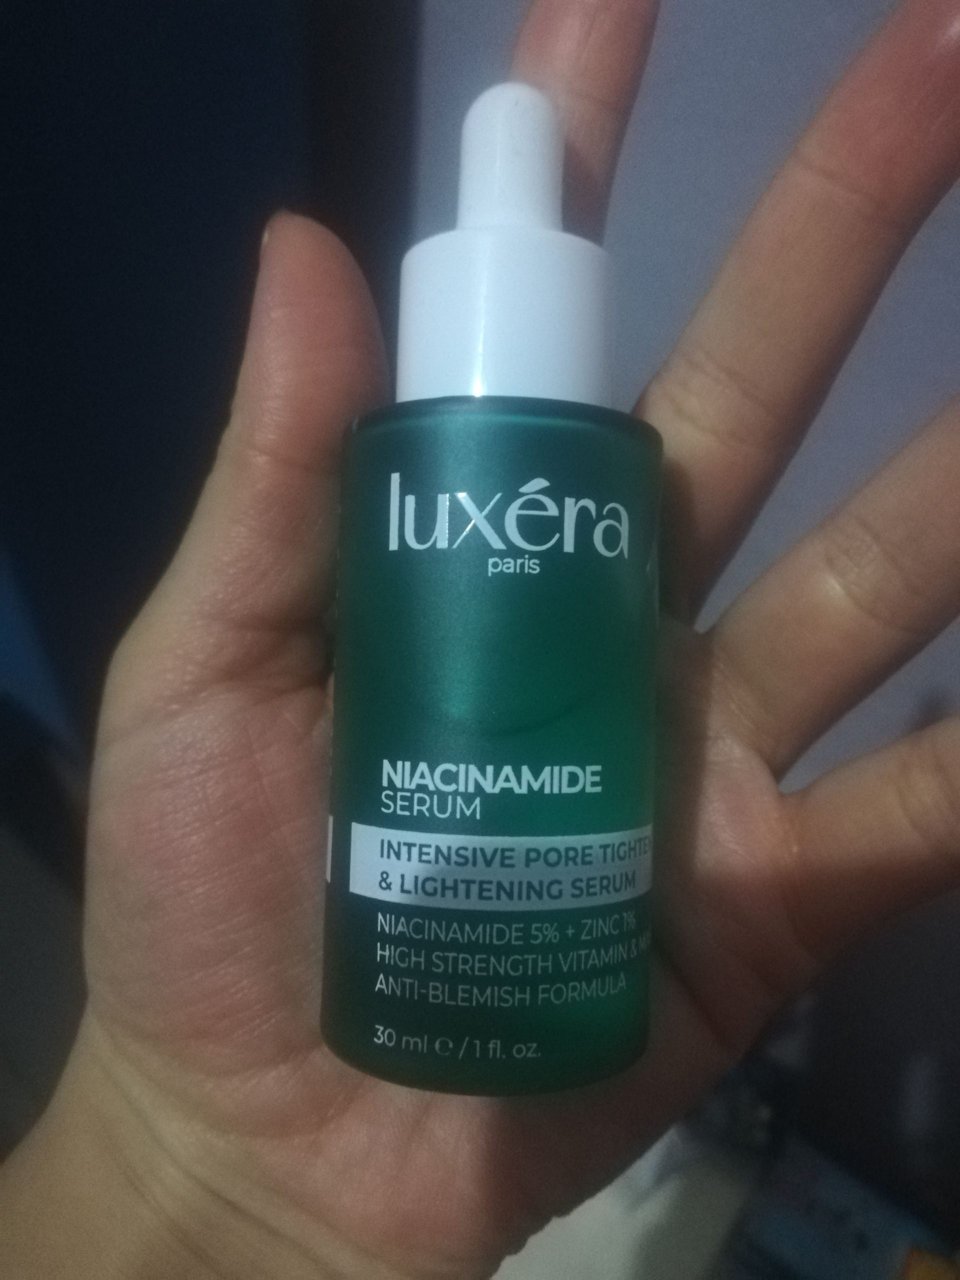 luxéra
paris
NIACINAMIDE
SERUM
INTENSIVE PORE
& LIGHTENING SERUM
NIACINAMIDE 5% + ZINC 1%
HIGH STRENGTH VITAMIN &
ANTI-BLEMISH FORMULA
30 ml ℮ / 1 fl. oz.